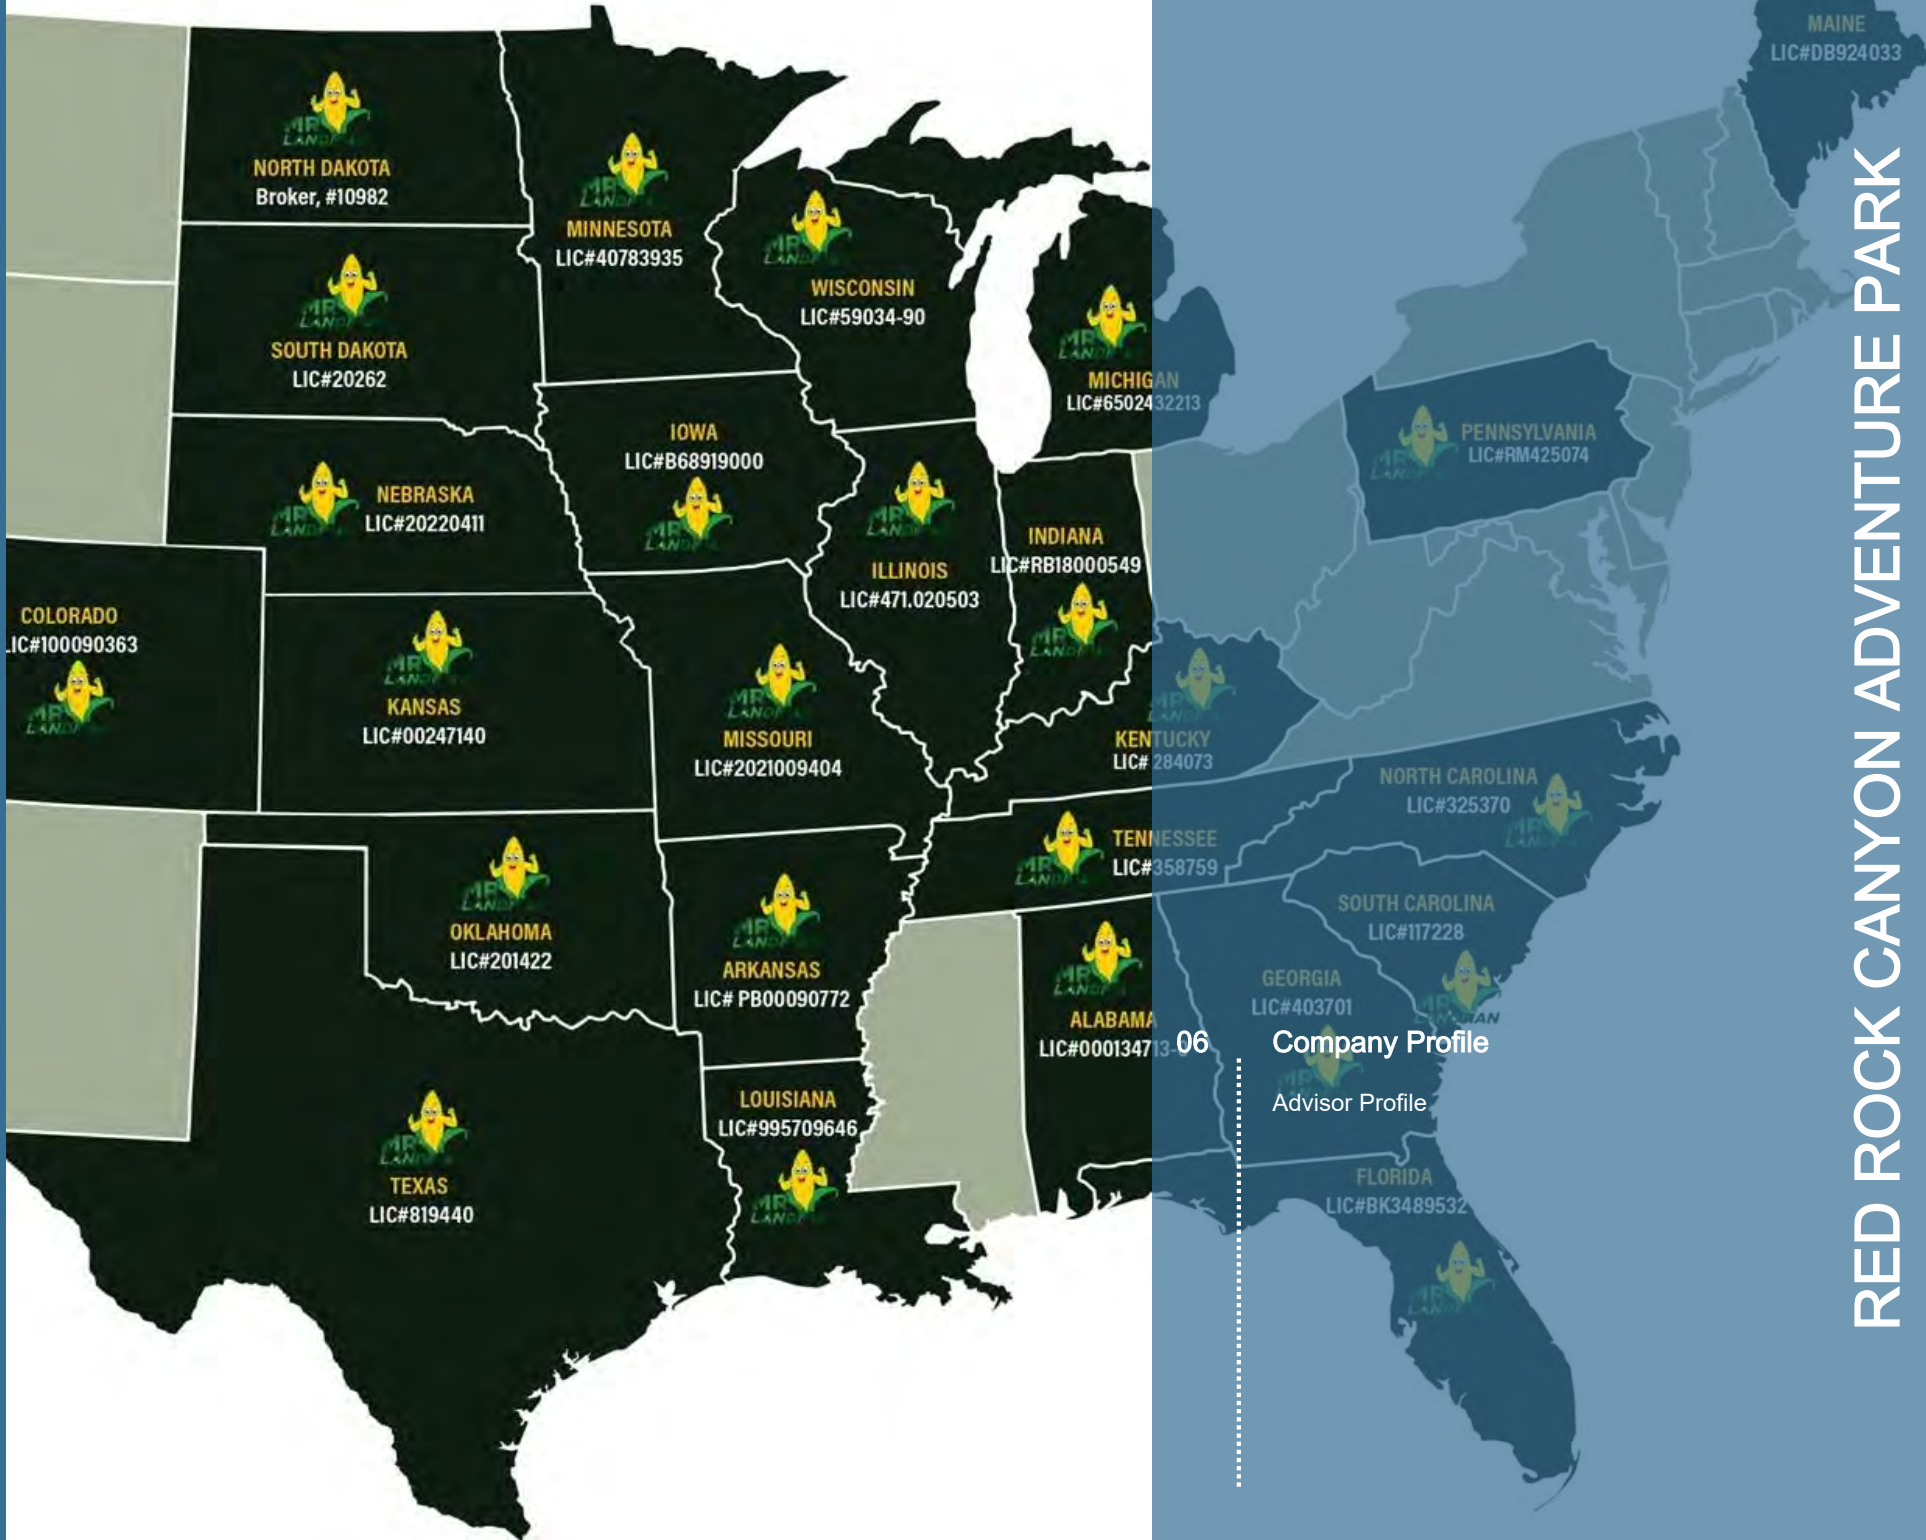 MAINE
LIC#DB924033
NORTH DAKOTA
Broker, #10982
MINNESOTA
LIC#40783935
WISCONSIN
LIC#59034-90
SOUTH DAKOTA
LIC#20262
MICHIGAN
LIC#6502432213
IOWA
LIC#B68919000
PENNSYLVANIA
LIC#RM425074
NEBRASKA
LIC#20220411
INDIANA
LIC#RB18000549
ILLINOIS
LIC#471.020503
COLORADO
LIC#100090363
KANSAS
LIC#00247140
MISSOURI
LIC#2021009404
KENTUCKY
LIC# 284073
NORTH CAROLINA
LIC#325370
TENNESSEE
LIC#358759
OKLAHOMA
LIC#201422
ARKANSAS
LIC# PB00090772
SOUTH CAROLINA
LIC#117228
GEORGIA
LIC#403701
ALABAMA
LIC#000134713-0
LOUISIANA
LIC#995709646
TEXAS
LIC#819440
FLORIDA
LIC#BK3489532
06 Company Profile
Advisor Profile
RED ROCK CANYON ADVENTURE PARK